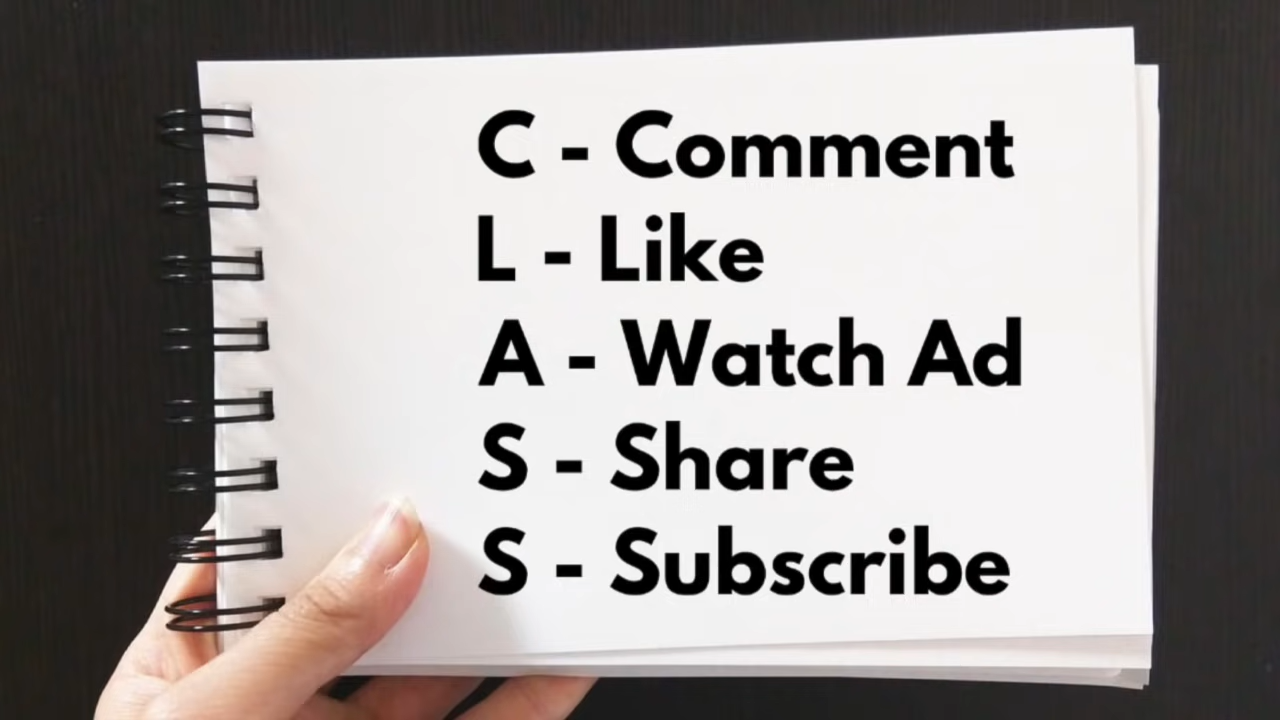 C - Comment
L - Like
A - Watch Ad
S - Share
S - Subscribe